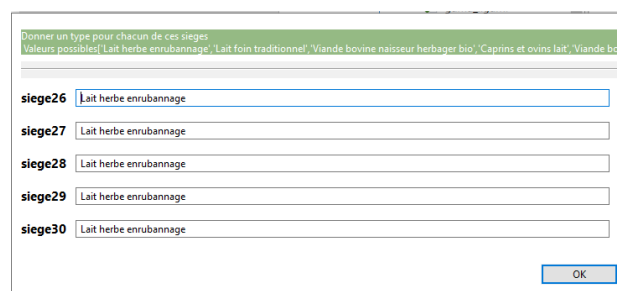 Donner un type pour chacun de ces sieges
Valeurs possibles['Lait herbe enrubannage','Lait foin traditionnel','Viande bovine naisseur herbager bio','Caprins et ovins lait','Viande bo
siege26 Lait herbe enrubannage
siege27 Lait herbe enrubannage
siege28 Lait herbe enrubannage
siege29 Lait herbe enrubannage
siege30 Lait herbe enrubannage
OK